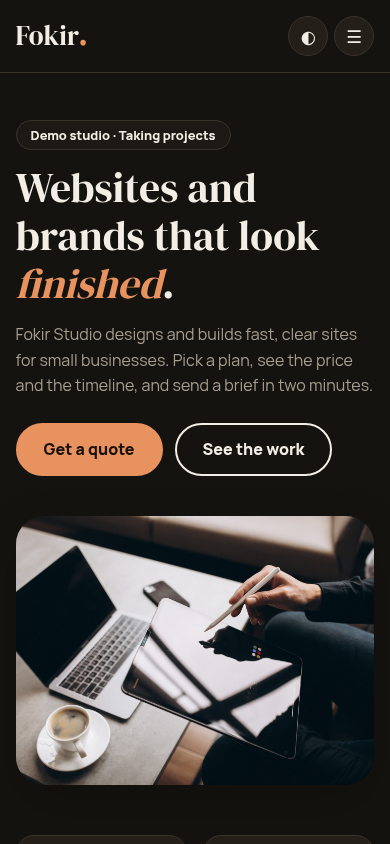 Fokir.
Demo studio · Taking projects
Websites and
brands that look
finished.
Fokir Studio designs and builds fast, clear sites
for small businesses. Pick a plan, see the price
and the timeline, and send a brief in two minutes.
Get a quote
See the work